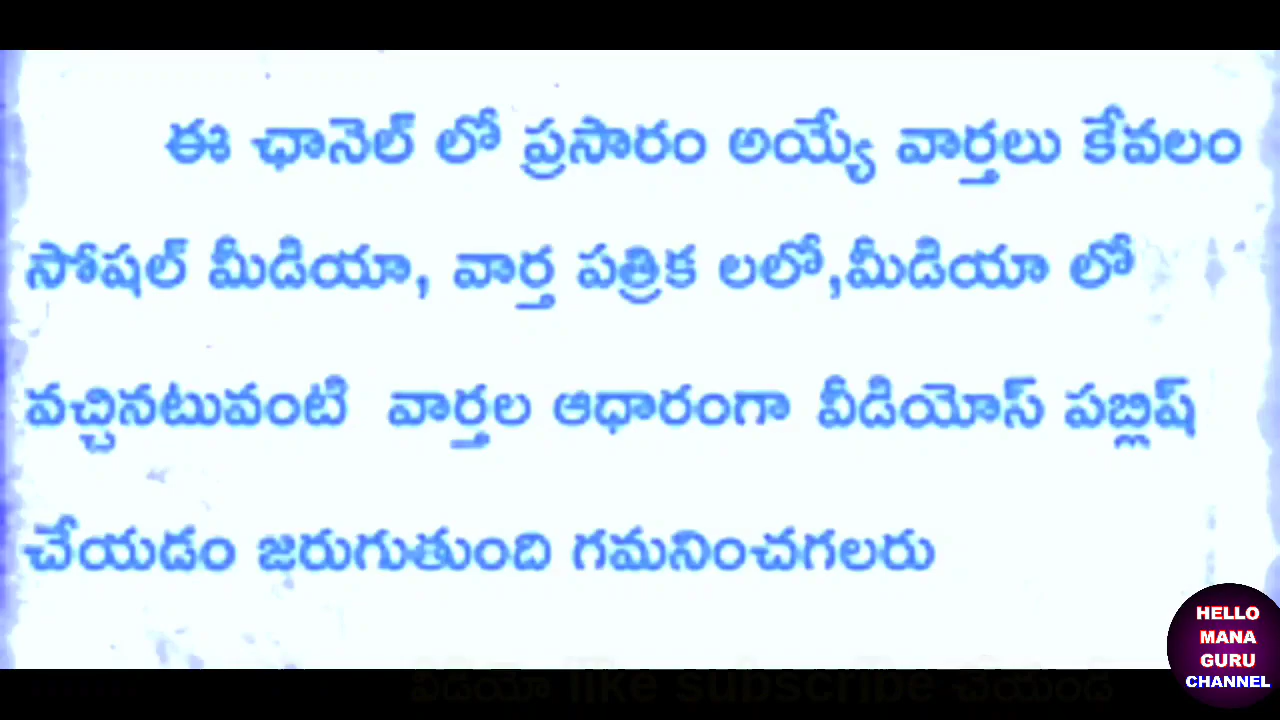 ఈ ఛానెల్ లో ప్రసారం అయ్యే వార్తలు కేవలం
సోషల్ మీడియా, వార్త పత్రిక లలో,మీడియా లో
వచ్చినటువంటి వార్తల ఆధారంగా వీడియోస్ పబ్లిష్
చేయడం జరుగుతుంది గమనించగలరు
HELLO
MANA
GURU
CHANNEL
వీడియో like subscribe చేయండి